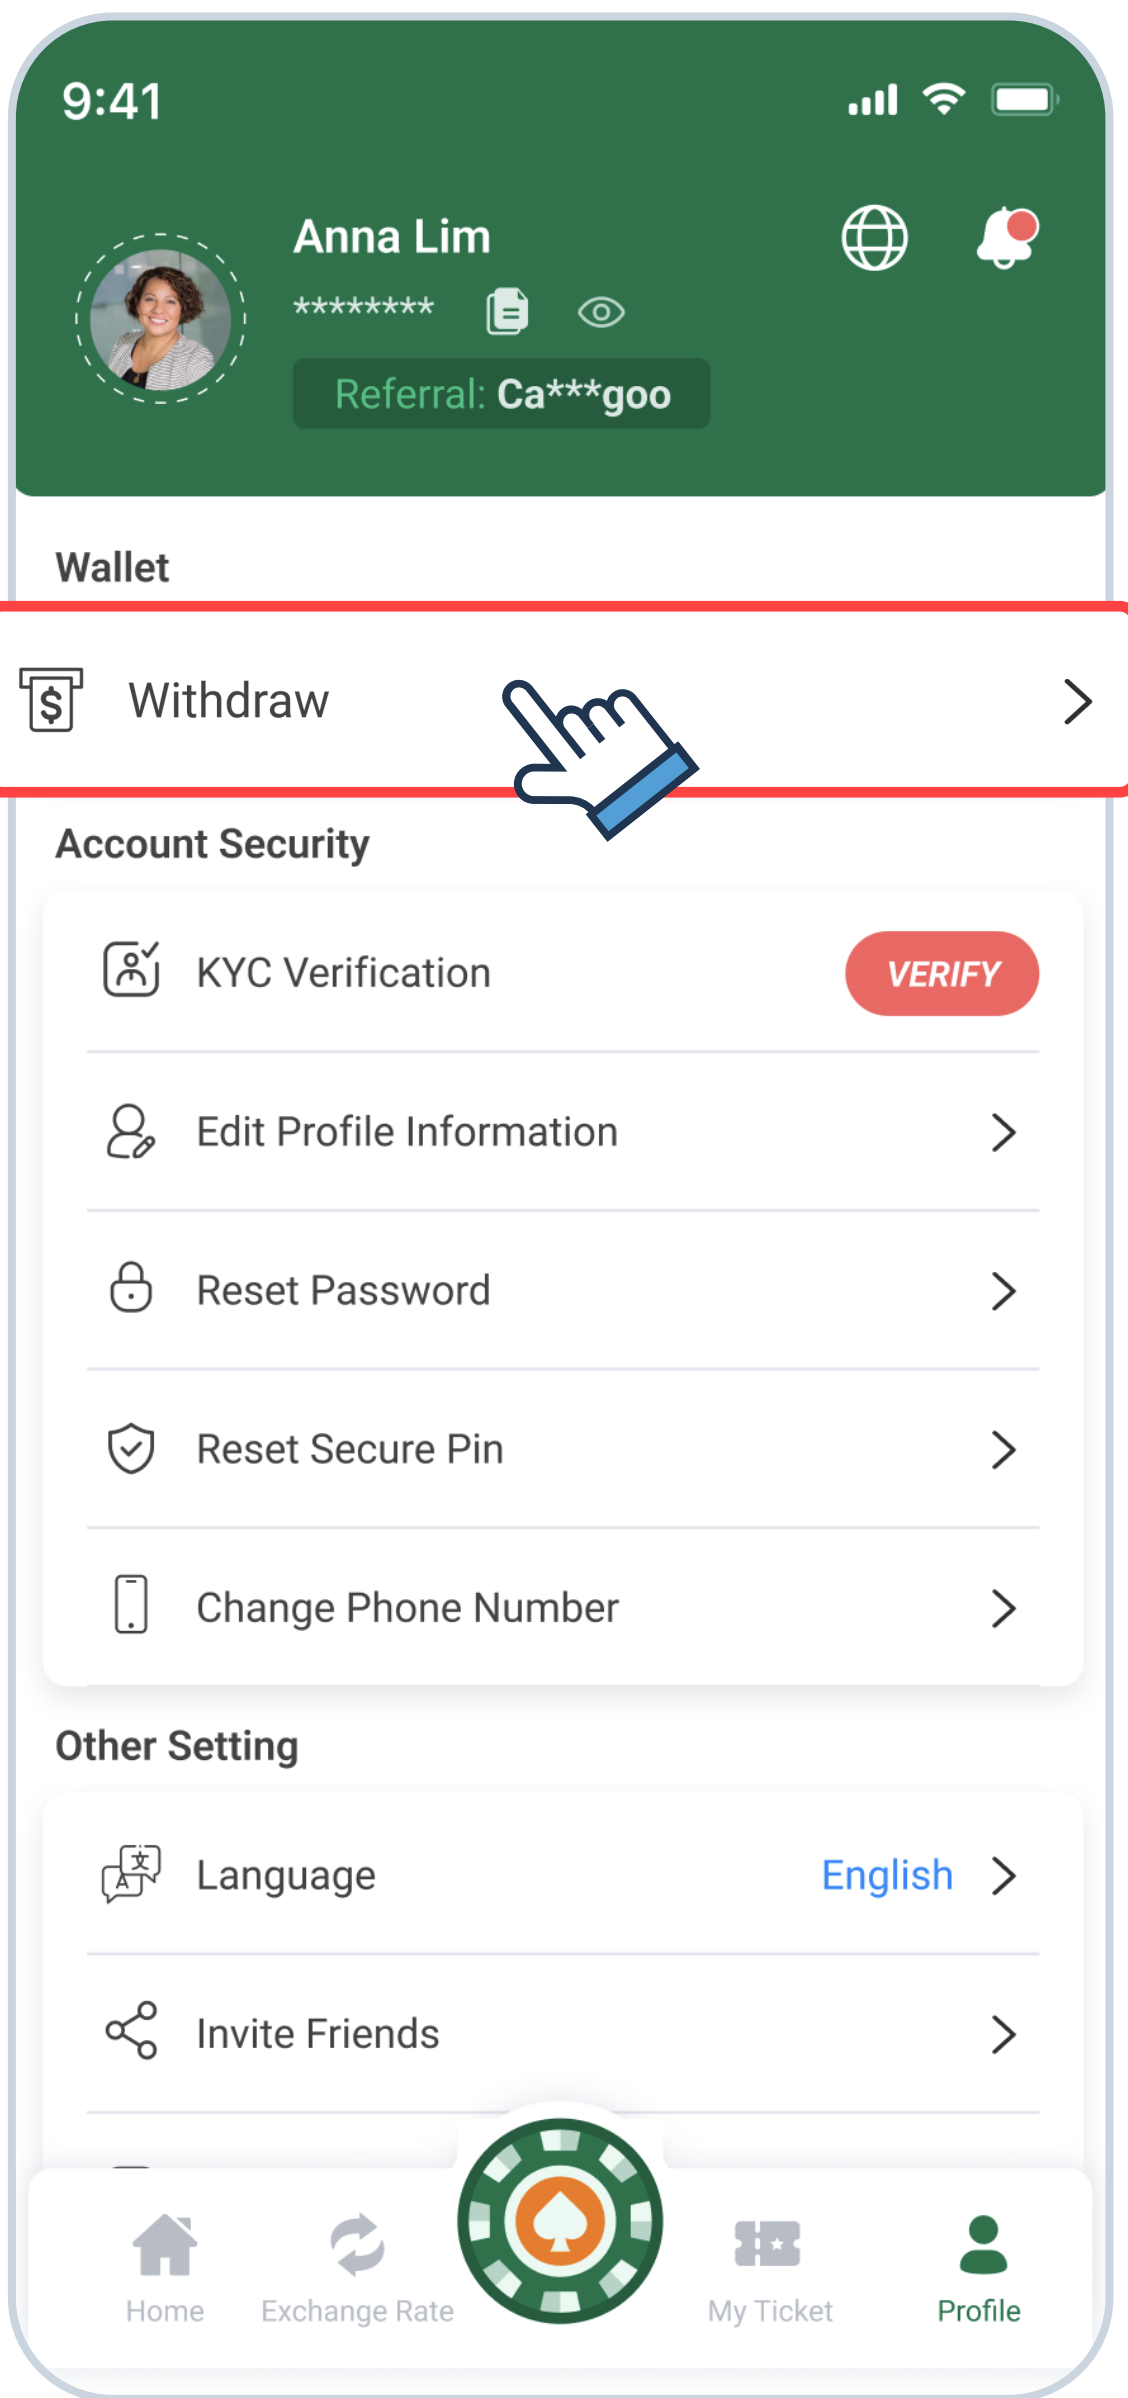 9:41
Anna Lim
********
Referral: Ca***goo
Wallet
$ Withdraw
Account Security
KYC Verification VERIFY
Edit Profile Information
Reset Password
Reset Secure Pin
Change Phone Number
Other Setting
文 A Language English
Invite Friends
Home Exchange Rate My Ticket Profile